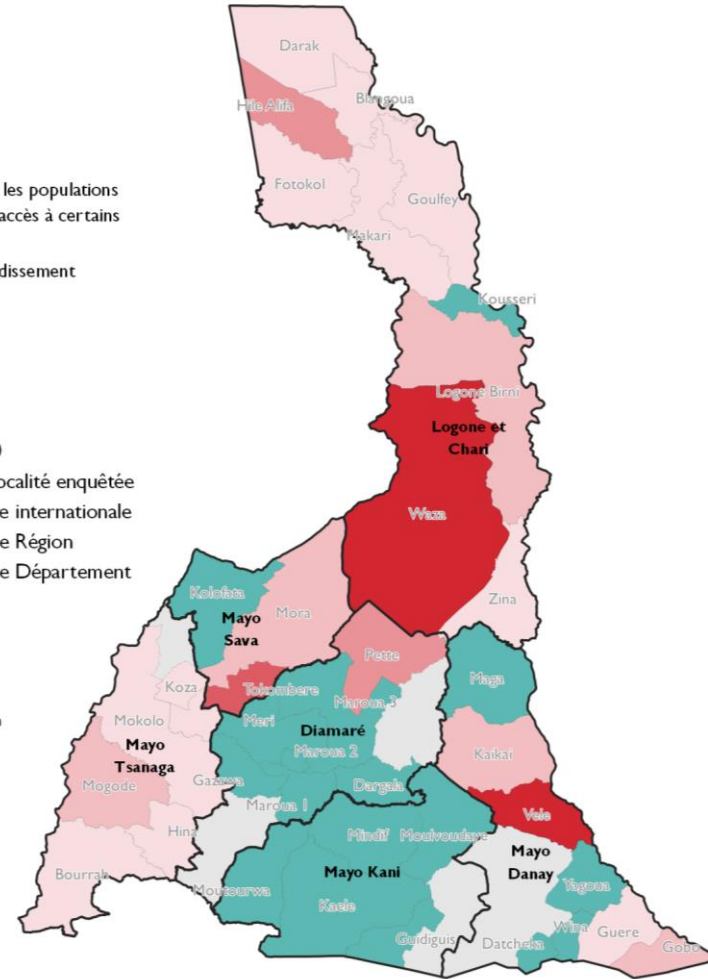 Darak
Hile Alifa
Blangoua
les populations
Fotokol
accès à certains
Goulfey
Makari
dissement
Kousseri
Logone Birni
Logone et
Chari
)
ocalité enquêtée
e internationale
Waza
e Région
e Département
Kolofata
Zina
Mora
Mayo
Sava
Pette
Koza
Tokombere
Maga
Maroua 3
Mokolo
Meri
Diamaré
Mayo
Tsanaga
Maroua 2
Kaikai
Mogode
Gazawa
Dargala
Maroua 1
Vele
Hina
Mindif
Moulvoudaye
Mayo
Danay
Bourrah
Mayo Kani
Moutourwa
Yagoua
Kaele
Wina
Guere
Guidiguis
Datcheka
Gobo